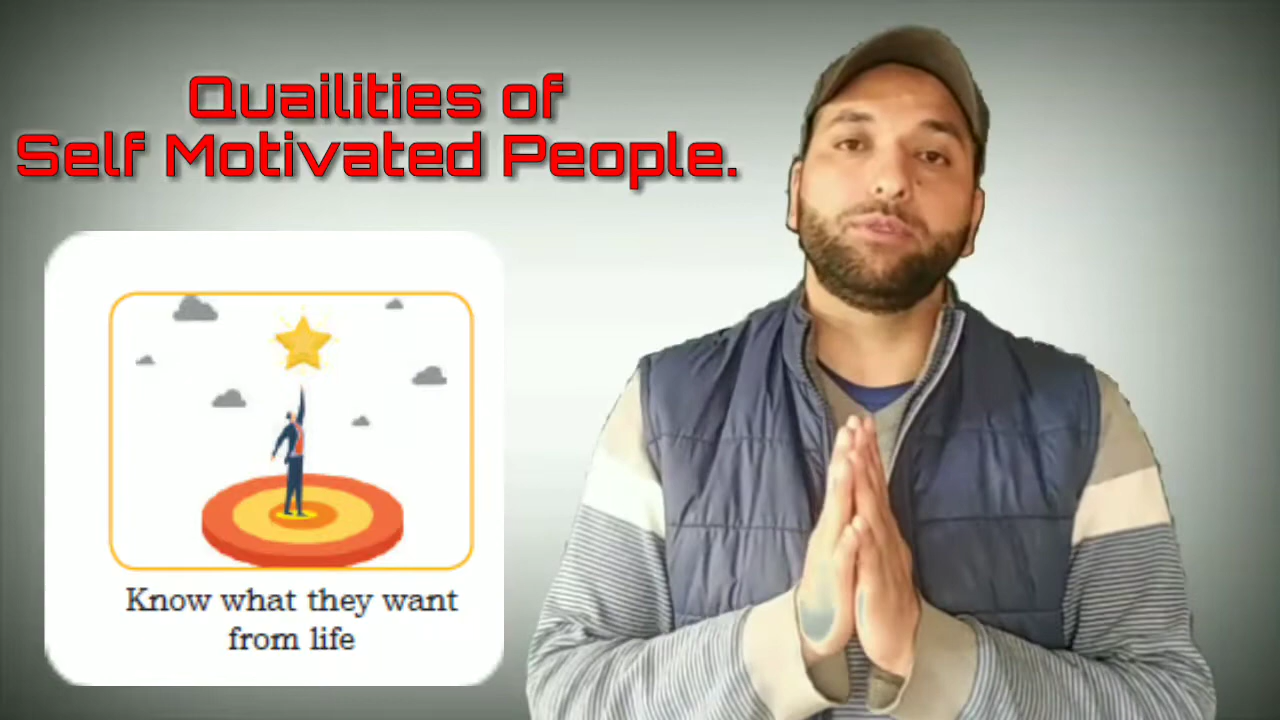 Quailities of
Self Motivated People.
Know what they want
from life